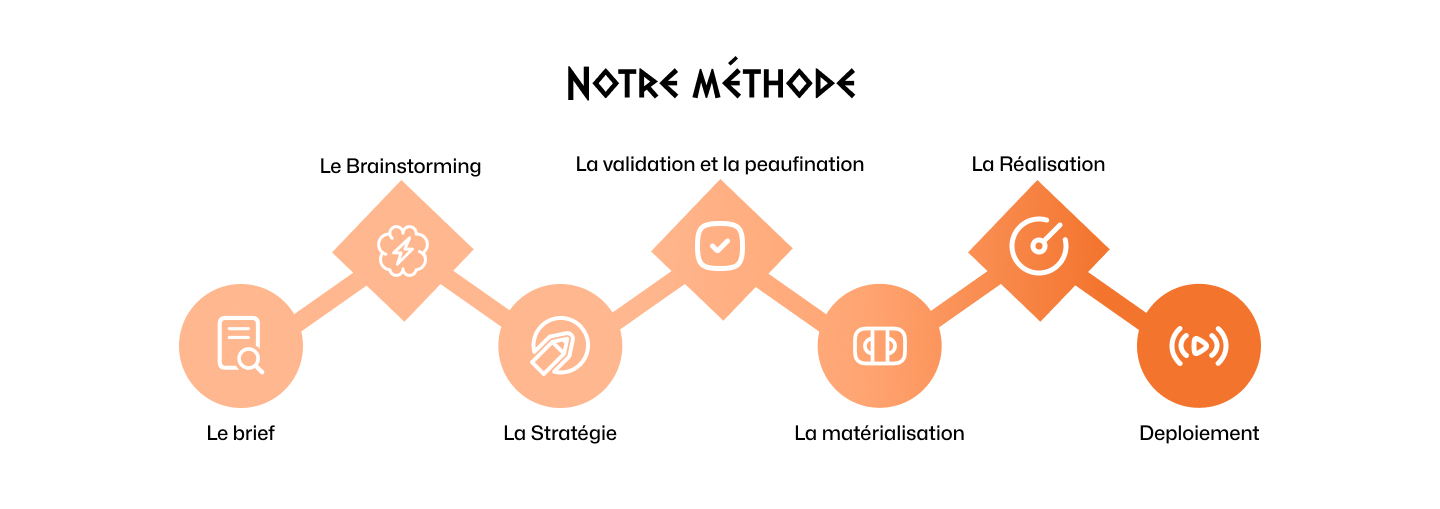 Notre méthode
Le Brainstorming
La validation et la peaufination
La Réalisation
Le brief
La Stratégie
La matérialisation
Deploiement